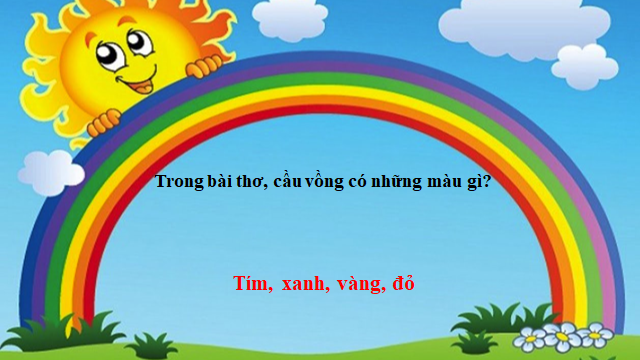 Trong bài thơ, cầu vồng có những màu gì?
Tím, xanh, vàng, đỏ